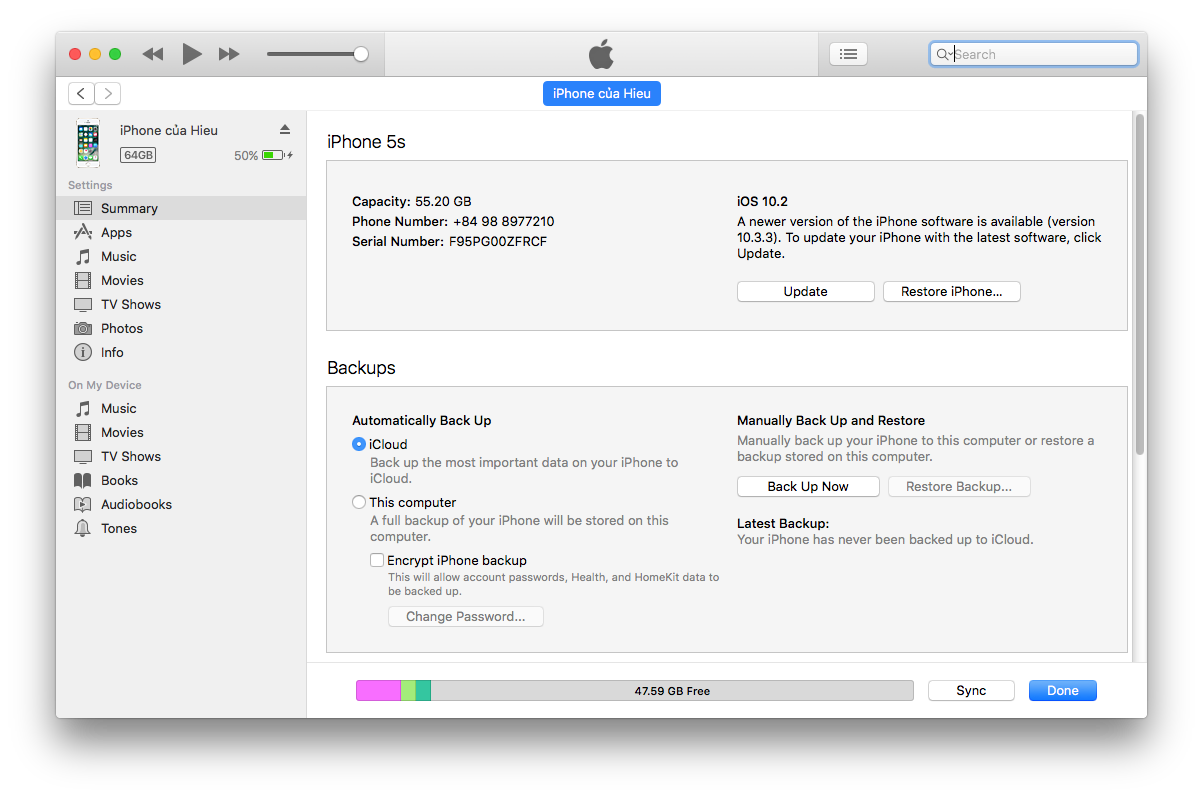 Search
iPhone của Hieu
iPhone của Hieu
64GB
50%
Settings
Summary
Apps
Music
Movies
TV Shows
Photos
Info
On My Device
Music
Movies
TV Shows
Books
Audiobooks
Tones
iPhone 5s
Capacity: 55.20 GB
Phone Number: +84 98 8977210
Serial Number: F95PG00ZFRCF
iOS 10.2
A newer version of the iPhone software is available (version
10.3.3). To update your iPhone with the latest software, click
Update.
Update
Restore iPhone...
Backups
Automatically Back Up
iCloud
Back up the most important data on your iPhone to
iCloud.
This computer
A full backup of your iPhone will be stored on this
computer.
Encrypt iPhone backup
This will allow account passwords, Health, and HomeKit data to
be backed up.
Change Password...
Manually Back Up and Restore
Manually back up your iPhone to this computer or restore a
backup stored on this computer.
Back Up Now
Restore Backup...
Latest Backup:
Your iPhone has never been backed up to iCloud.
47.59 GB Free
Sync
Done